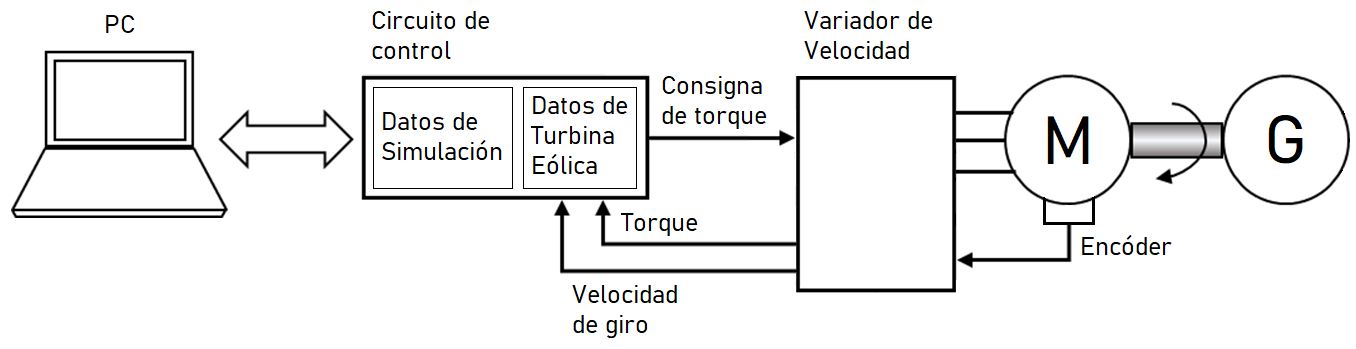 PC
Circuito de
control
Datos de
Simulación
Datos de
Turbina
Eólica
Consigna
de torque
Torque
Velocidad
de giro
Variador de
Velocidad
M
G
Encóder